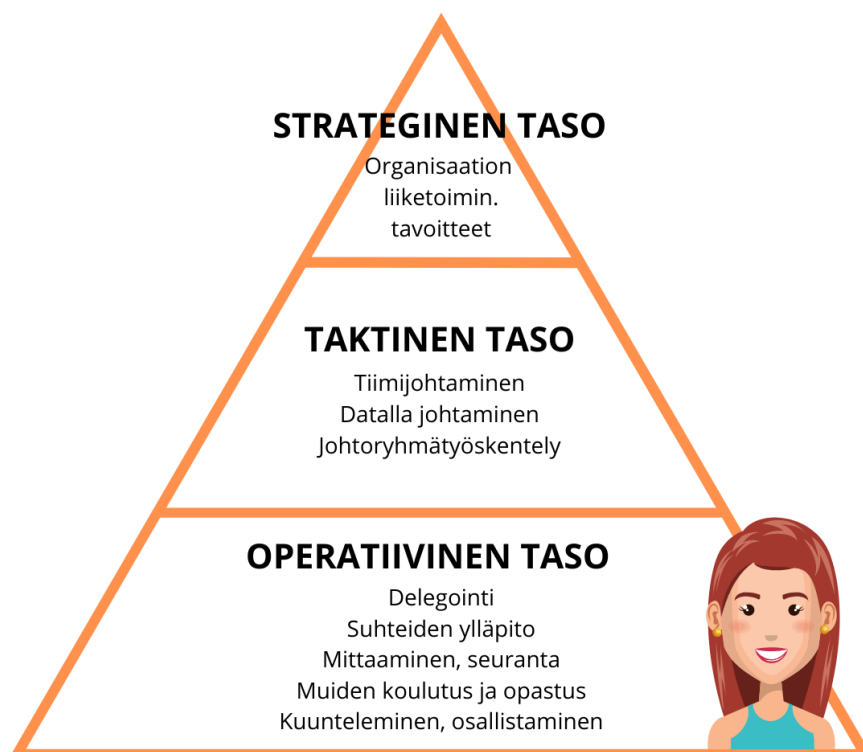 STRATEGINEN TASO
Organisaation
liiketoimin.
tavoitteet
TAKTINEN TASO
Tiimijohtaminen
Datalla johtaminen
Johtoryhmätyöskentely
OPERATIIVINEN TASO
Delegointi
Suhteiden ylläpito
Mittaaminen, seuranta
Muiden koulutus ja opastus
Kuunteleminen, osallistaminen